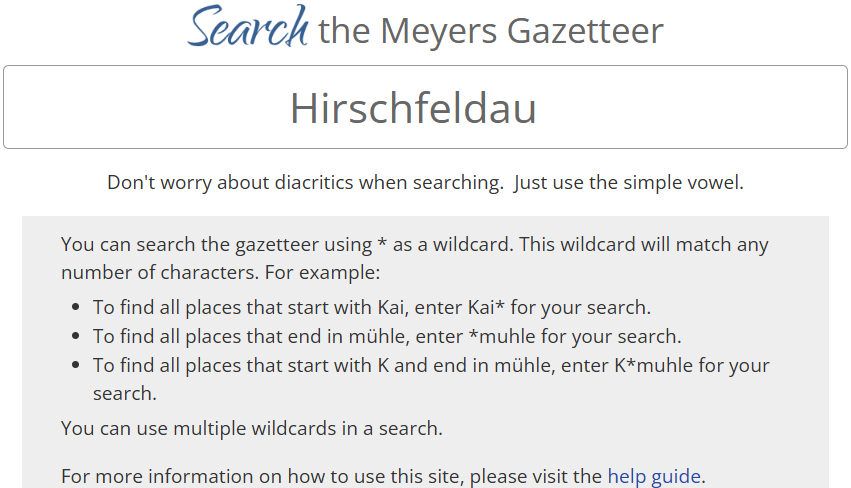 Search the Meyers Gazetteer
Hirschfeldau
Don't worry about diacritics when searching.  Just use the simple vowel.
You can search the gazetteer using * as a wildcard. This wildcard will match any
number of characters. For example:
• To find all places that start with Kai, enter Kai* for your search.
• To find all places that end in mühle, enter *muhle for your search.
• To find all places that start with K and end in mühle, enter K*muhle for your
search.
You can use multiple wildcards in a search.
For more information on how to use this site, please visit the help guide.